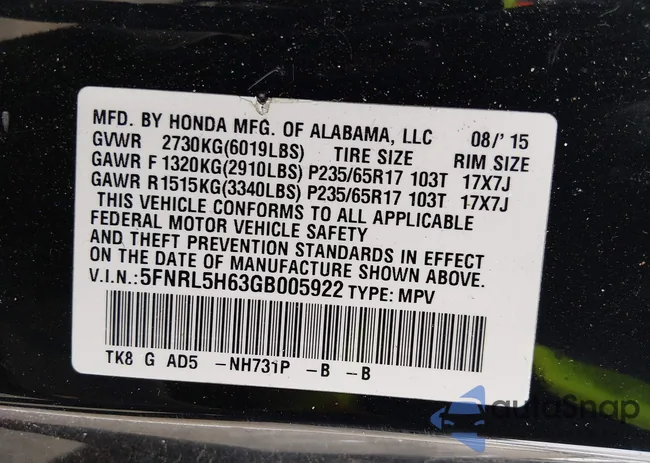 MFD. BY HONDA MFG. OF ALABAMA, LLC 08/' 15
GVWR 2730KG(6019LBS) TIRE SIZE RIM SIZE
GAWR F 1320KG(2910LBS) P235/65R17 103T 17X7J
GAWR R 1515KG(3340LBS) P235/65R17 103T 17X7J
THIS VEHICLE CONFORMS TO ALL APPLICABLE
FEDERAL MOTOR VEHICLE SAFETY
AND THEFT PREVENTION STANDARDS IN EFFECT
ON THE DATE OF MANUFACTURE SHOWN ABOVE.
V.I.N.:5FNRL5H63GB005922 TYPE: MPV
TK8 G AD5 -NH731P -B -B
autoSnap